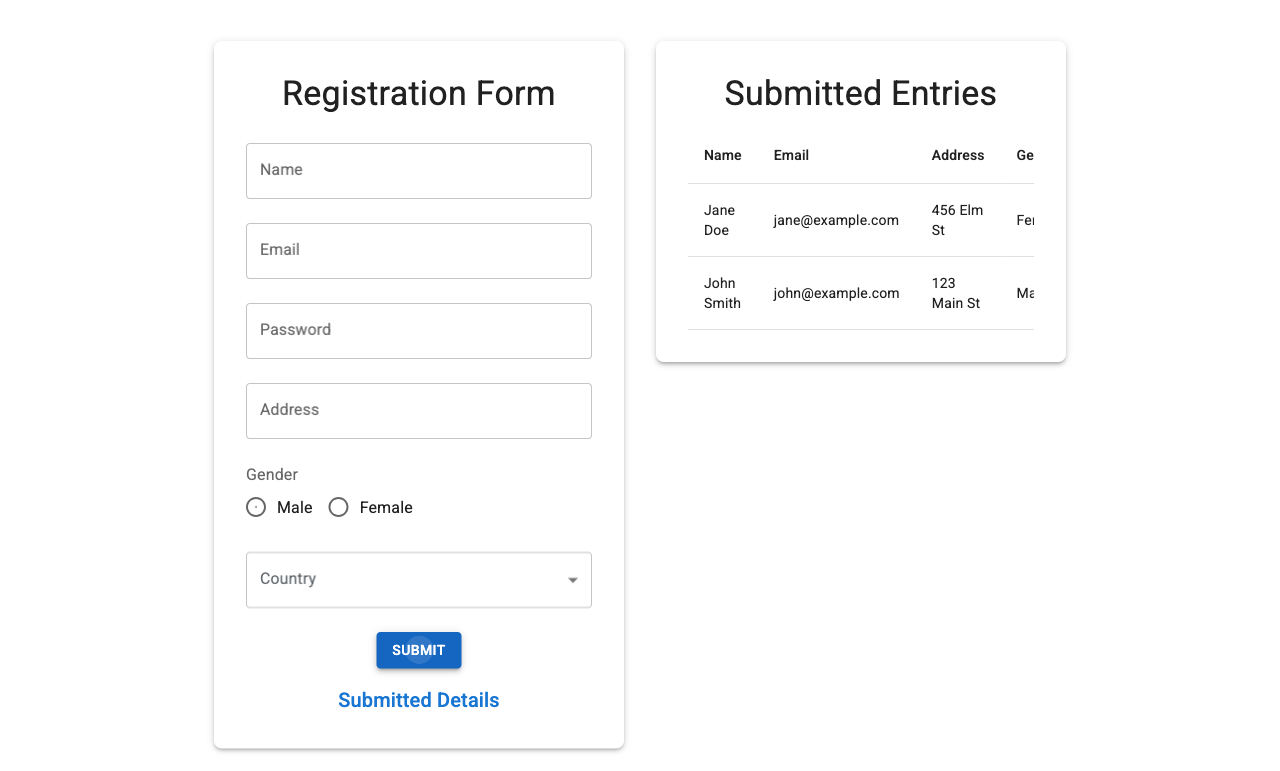 Registration Form
Name
Email
Password
Address
Gender
Male Female
Country
SUBMIT
Submitted Details
Submitted Entries
Name Email Address Ge
Jane Doe jane@example.com 456 Elm St
John Smith john@example.com 123 Main St Ma